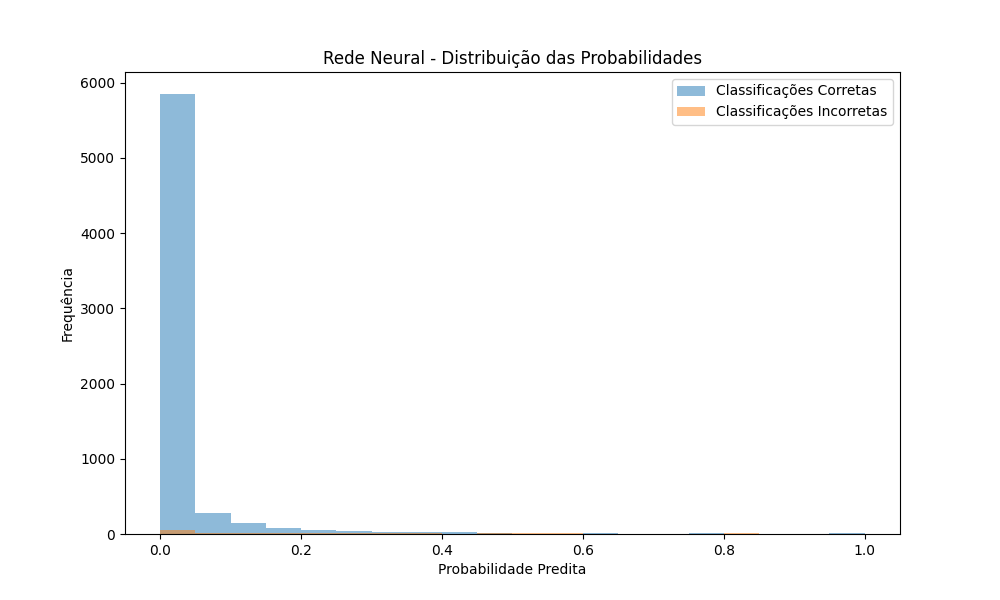 Rede Neural - Distribuição das Probabilidades
Classificações Corretas
Classificações Incorretas
Frequência
6000
5000
4000
3000
2000
1000
0
0.0 0.2 0.4 0.6 0.8 1.0
Probabilidade Predita